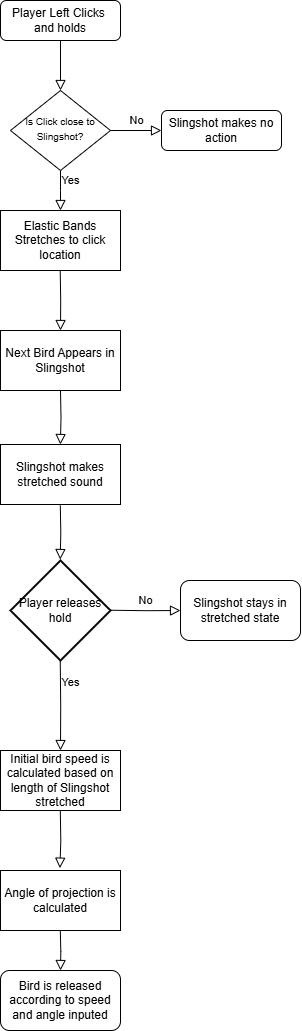 Player Left Clicks
and holds
Is Click close to
Slingshot?
No
Slingshot makes no
action
Yes
Elastic Bands
Stretches to click
location
Next Bird Appears in
Slingshot
Slingshot makes
stretched sound
Player releases
hold
No
Slingshot stays in
stretched state
Yes
Initial bird speed is
calculated based on
length of Slingshot
stretched
Angle of projection is
calculated
Bird is released
according to speed
and angle inputed